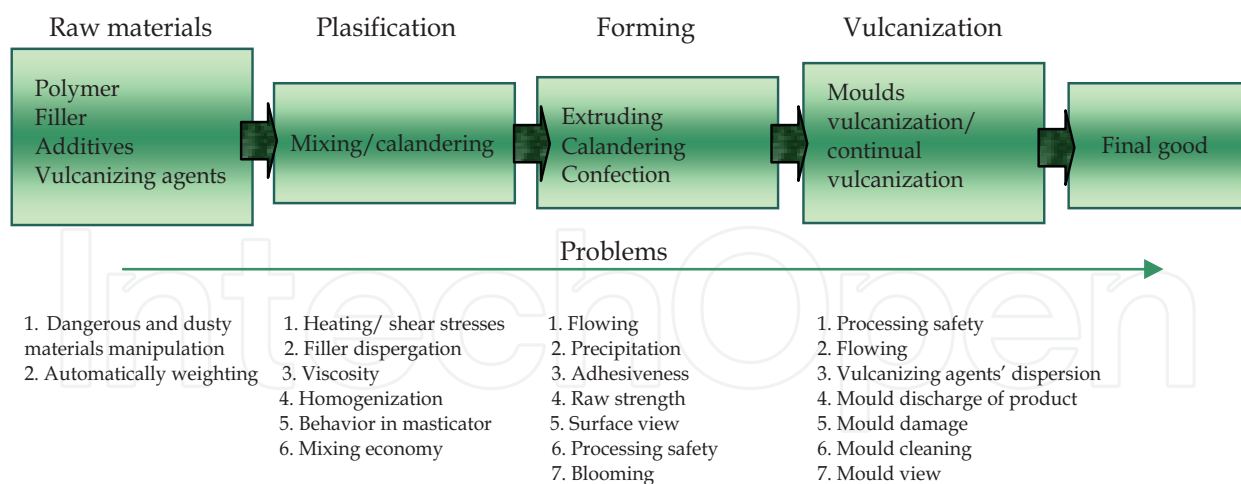 Raw materials
Plasification
Forming
Vulcanization
Polymer
Filler
Additives
Vulcanizing agents
Mixing/calandering
Extruding
Calandering
Confection
Moulds
vulcanization/
continual
vulcanization
Final good
Problems
IntechOpen
1. Dangerous and dusty
materials manipulation
2. Automatically weighting
1. Heating/ shear stresses
2. Filler dispergation
3. Viscosity
4. Homogenization
5. Behavior in masticator
6. Mixing economy
1. Flowing
2. Precipitation
3. Adhesiveness
4. Raw strength
5. Surface view
6. Processing safety
7. Blooming
1. Processing safety
2. Flowing
3. Vulcanizing agents’ dispersion
4. Mould discharge of product
5. Mould damage
6. Mould cleaning
7. Mould view